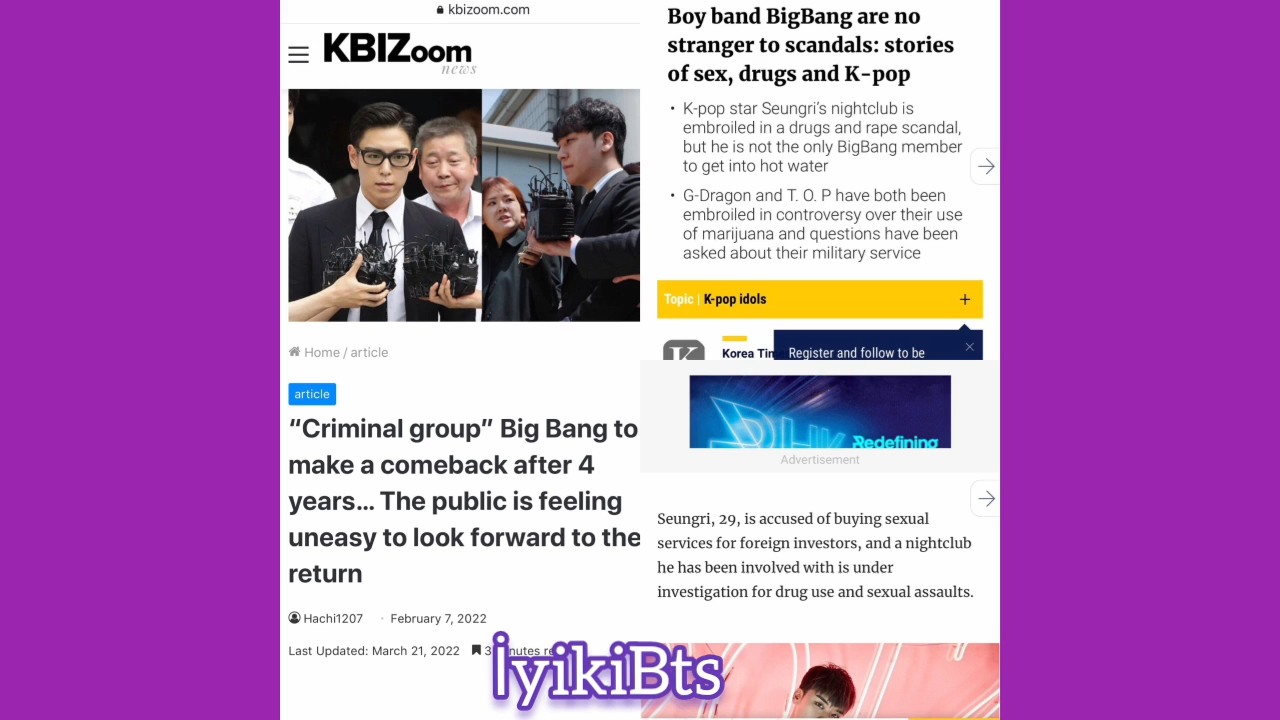 kbizoom.com
KBIZoom
news
Home / article
article
“Criminal group” Big Bang to
make a comeback after 4
years... The public is feeling
uneasy to look forward to the
return
Hachi1207 · February 7, 2022
Last Updated: March 21, 2022
Boy band BigBang are no
stranger to scandals: stories
of sex, drugs and K-pop
• K-pop star Seungri’s nightclub is
embroiled in a drugs and rape scandal,
but he is not the only BigBang member
to get into hot water
• G-Dragon and T. O. P have both been
embroiled in controversy over their use
of marijuana and questions have been
asked about their military service
Topic | K-pop idols +
Korea
Register and follow to be
Redefining
Advertisement
Seungri, 29, is accused of buying sexual
services for foreign investors, and a nightclub
he has been involved with is under
investigation for drug use and sexual assaults.
İyikiBts